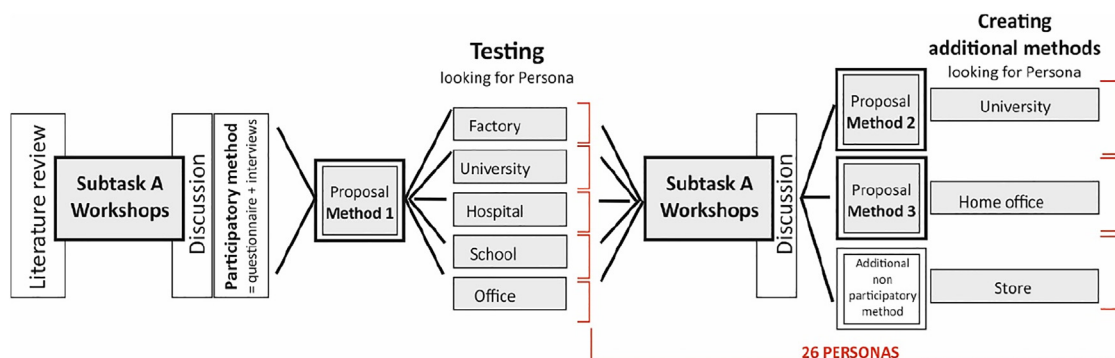 Literature review
Subtask A
Workshops
Discussion
Participatory method
= questionnaire + interviews
Proposal
Method 1
Testing
looking for Persona
Factory
University
Hospital
School
Office
Subtask A
Workshops
Discussion
Creating
additional methods
looking for Persona
Proposal
Method 2
University
Proposal
Method 3
Home office
Additional
non
participatory
method
Store
26 PERSONAS